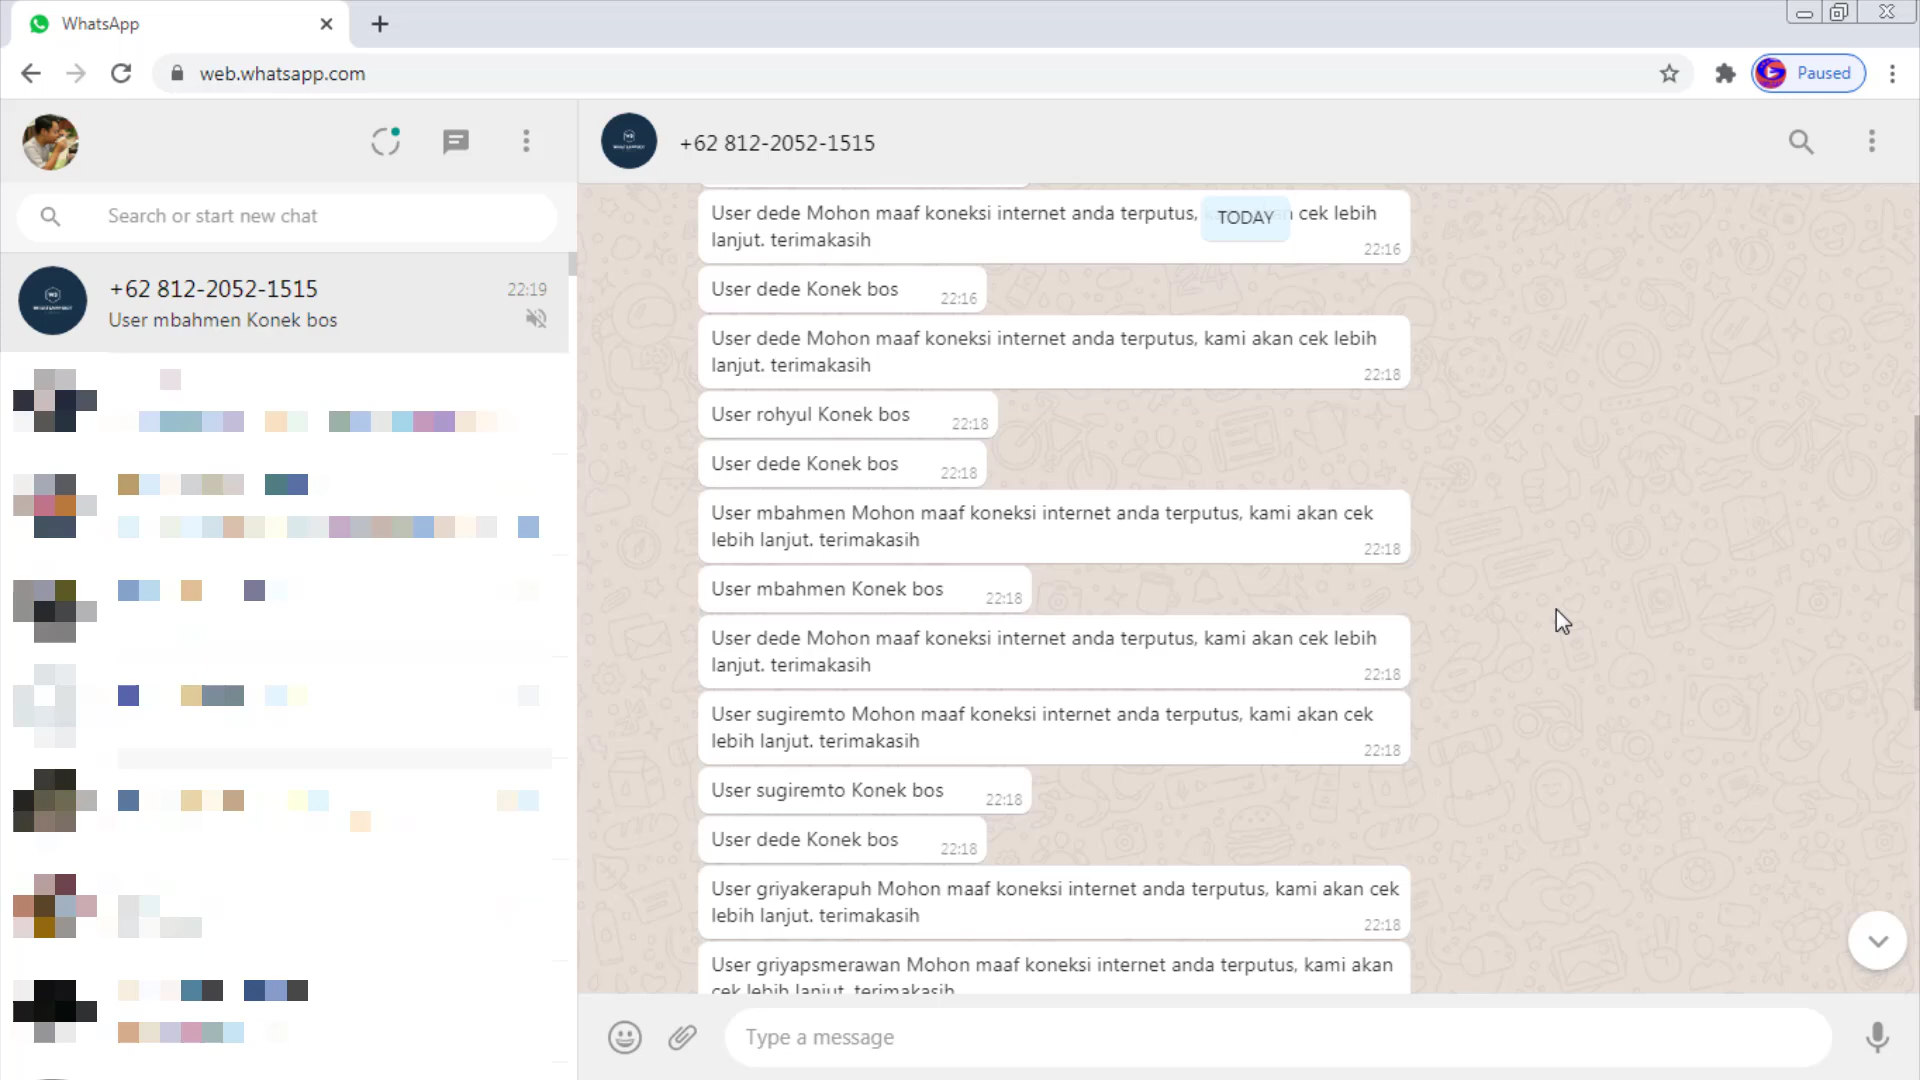 WhatsApp
web.whatsapp.com
Paused
+62 812-2052-1515
Search or start new chat
+62 812-2052-1515
22:19
User mbahmen Konek bos
TODAY
User dede Mohon maaf koneksi internet anda terputus, cek lebih
lanjut. terimakasih
22:16
User dede Konek bos
22:16
User dede Mohon maaf koneksi internet anda terputus, kami akan cek lebih
lanjut. terimakasih
22:18
User rohyul Konek bos
22:18
User dede Konek bos
22:18
User mbahmen Mohon maaf koneksi internet anda terputus, kami akan cek
lebih lanjut. terimakasih
22:18
User mbahmen Konek bos
22:18
User dede Mohon maaf koneksi internet anda terputus, kami akan cek lebih
lanjut. terimakasih
22:18
User sugiremto Mohon maaf koneksi internet anda terputus, kami akan cek
lebih lanjut. terimakasih
22:18
User sugiremto Konek bos
22:18
User dede Konek bos
22:18
User griyakerapuh Mohon maaf koneksi internet anda terputus, kami akan cek
lebih lanjut. terimakasih
22:18
User griyapsmerawan Mohon maaf koneksi internet anda terputus, kami akan
cek lebih lanjut. terimakasih
Type a message